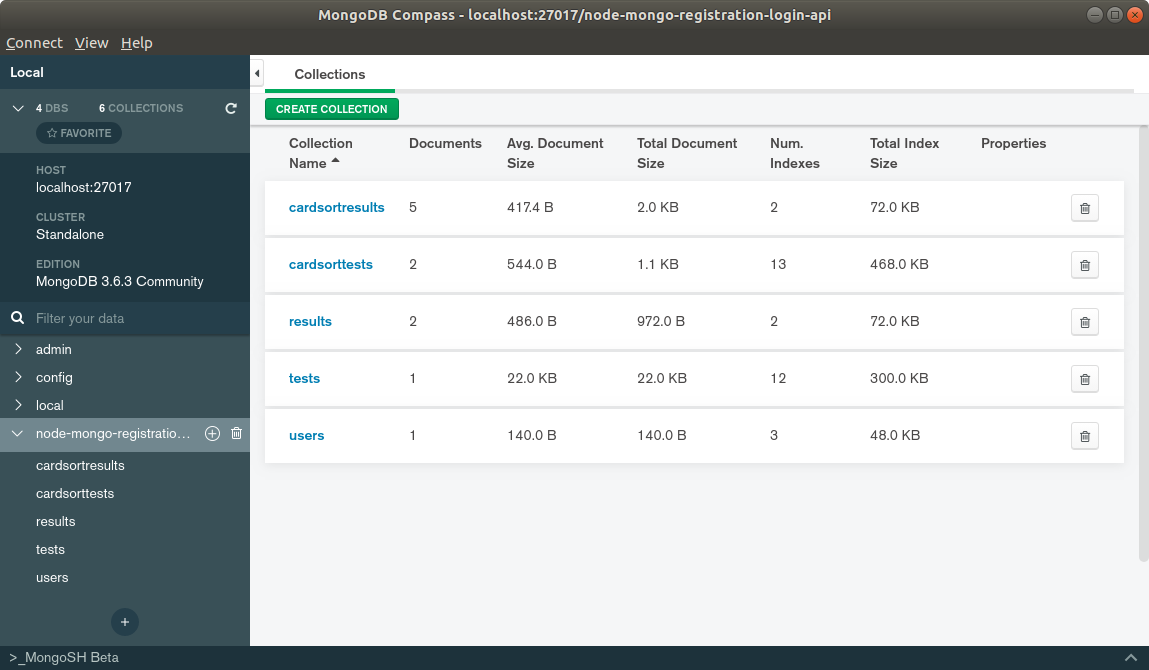 MongoDB Compass - localhost:27017/node-mongo-registration-login-api
Connect View Help
Local
4 DBS 6 COLLECTIONS
FAVORITE
HOST
localhost:27017
CLUSTER
Standalone
EDITION
MongoDB 3.6.3 Community
Filter your data
admin
config
local
node-mongo-registratio...
cardsortresults
cardsorttests
results
tests
users
>_MongoSH Beta
Collections
CREATE COLLECTION
Collection Name Documents Avg. Document Size Total Document Size Num. Indexes Total Index Size Properties
cardsortresults 5 417.4 B 2.0 KB 2 72.0 KB
cardsorttests 2 544.0 B 1.1 KB 13 468.0 KB
results 2 486.0 B 972.0 B 2 72.0 KB
tests 1 22.0 KB 22.0 KB 12 300.0 KB
users 1 140.0 B 140.0 B 3 48.0 KB